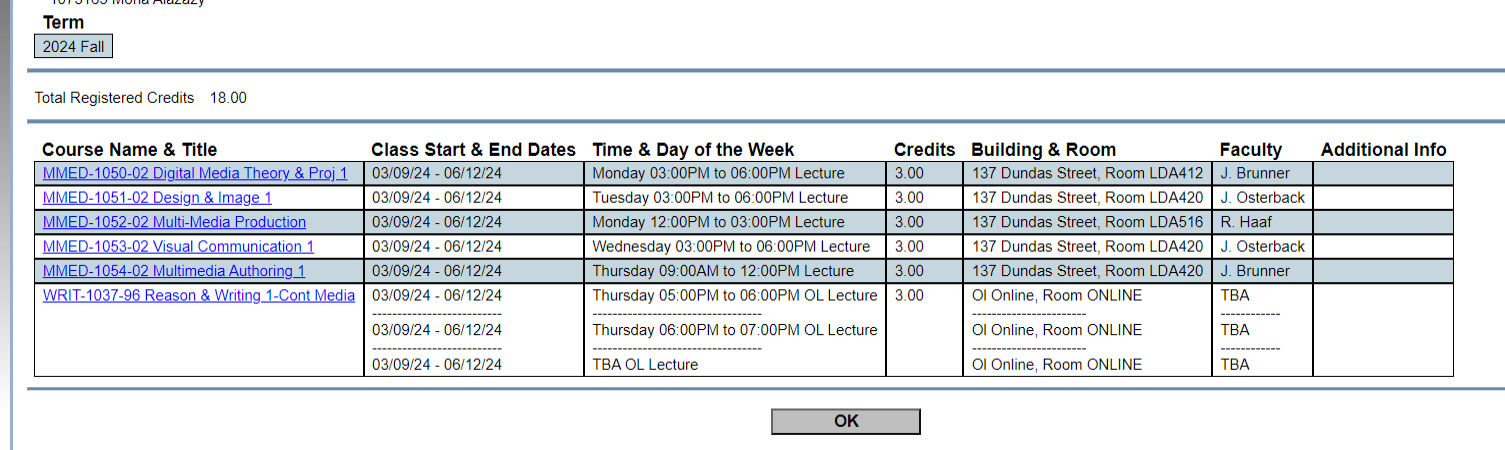 Term
2024 Fall
Total Registered Credits 18.00
Course Name & Title Class Start & End Dates Time & Day of the Week Credits Building & Room Faculty Additional Info
MMED-1050-02 Digital Media Theory & Proj 1 03/09/24 - 06/12/24 Monday 03:00PM to 06:00PM Lecture 3.00 137 Dundas Street, Room LDA412 J. Brunner
MMED-1051-02 Design & Image 1 03/09/24 - 06/12/24 Tuesday 03:00PM to 06:00PM Lecture 3.00 137 Dundas Street, Room LDA420 J. Osterback
MMED-1052-02 Multi-Media Production 03/09/24 - 06/12/24 Monday 12:00PM to 03:00PM Lecture 3.00 137 Dundas Street, Room LDA516 R. Haaf
MMED-1053-02 Visual Communication 1 03/09/24 - 06/12/24 Wednesday 03:00PM to 06:00PM Lecture 3.00 137 Dundas Street, Room LDA420 J. Osterback
MMED-1054-02 Multimedia Authoring 1 03/09/24 - 06/12/24 Thursday 09:00AM to 12:00PM Lecture 3.00 137 Dundas Street, Room LDA420 J. Brunner
WRIT-1037-96 Reason & Writing 1-Cont Media 03/09/24 - 06/12/24 Thursday 05:00PM to 06:00PM OL Lecture 3.00 Ol Online, Room ONLINE TBA
03/09/24 - 06/12/24 Thursday 06:00PM to 07:00PM OL Lecture Ol Online, Room ONLINE TBA
03/09/24 - 06/12/24 TBA OL Lecture Ol Online, Room ONLINE TBA
OK